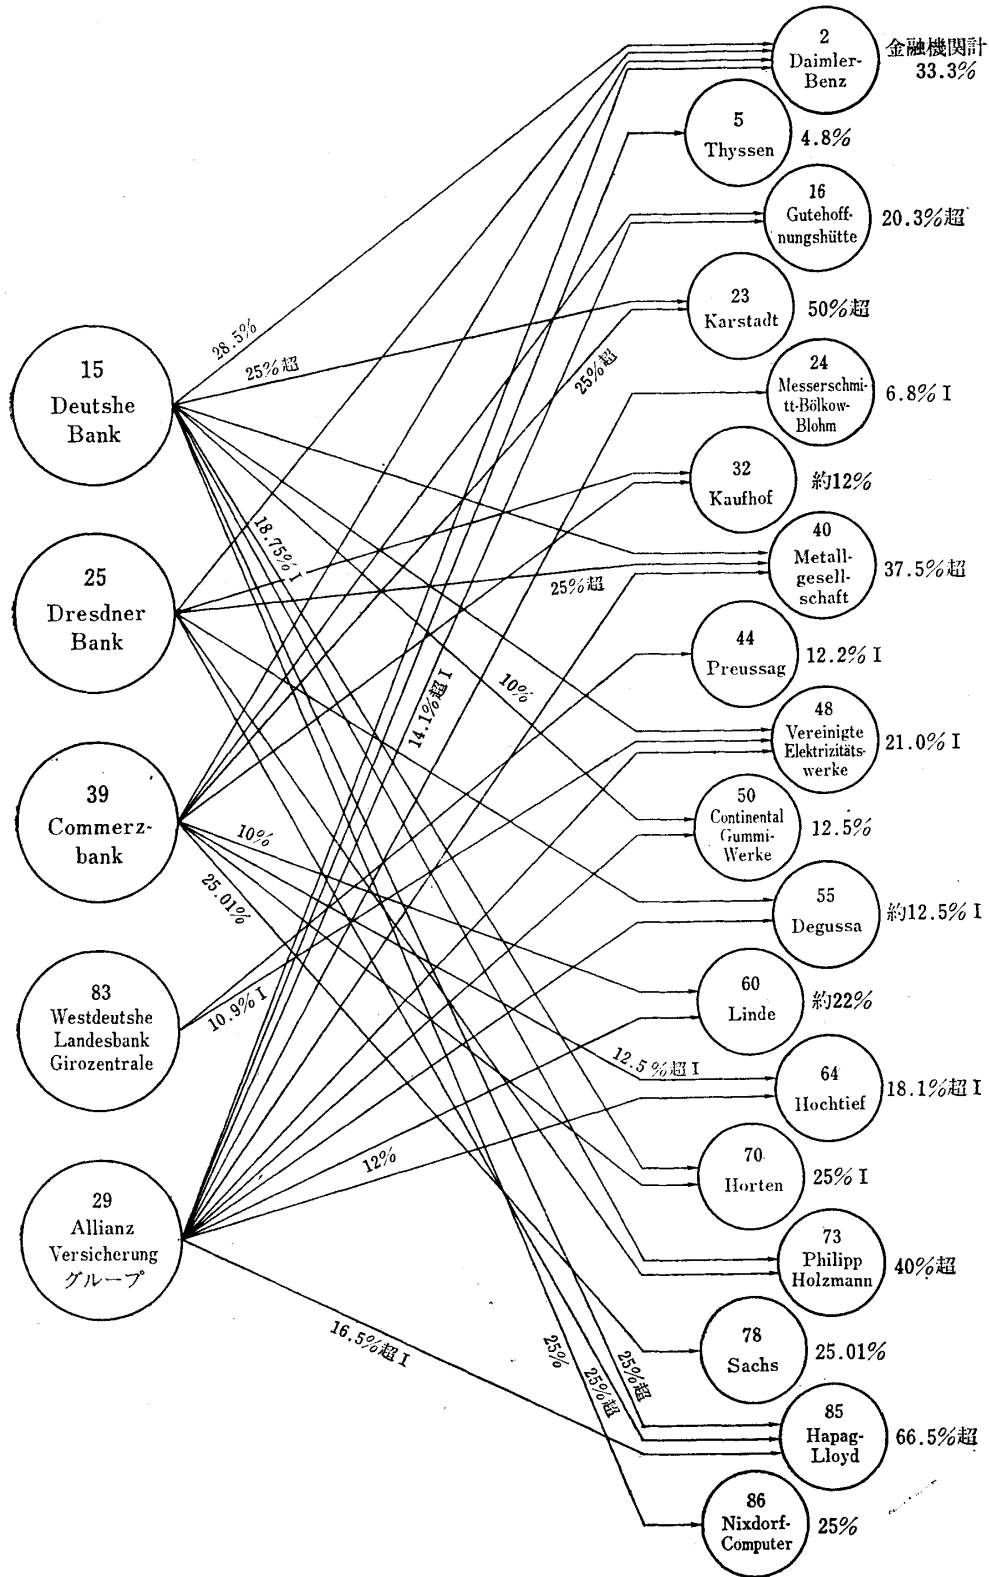 15
Deutshe
Bank
25
Dresdner
Bank
39
Commerz-
bank
83
Westdeutshe
Landesbank
Girozentrale
29
Allianz
Versicherung
グループ
28.5%
25%超
25%超
18.75% I
25%超
14.1%超 I
10%
10%
25.01%
10.9% I
12.5%超 I
12%
16.5%超 I
25%
25%超
25%超
2
Daimler-
Benz
金融機関計
33.3%
5
Thyssen
4.8%
16
Gutehoff-
nungshütte
20.3%超
23
Karstadt
50%超
24
Messerschmi-
tt-Bölkow-
Blohm
6.8% I
32
Kaufhof
約12%
40
Metall-
gesell-
schaft
37.5%超
44
Preussag
12.2% I
48
Vereinigte
Elektrizitäts-
werke
21.0% I
50
Continental
Gummi-
Werke
12.5%
55
Degussa
約12.5% I
60
Linde
約22%
64
Hochtief
18.1%超 I
70
Horten
25% I
73
Philipp
Holzmann
40%超
78
Sachs
25.01%
85
Hapag-
Lloyd
66.5%超
86
Nixdorf-
Computer
25%